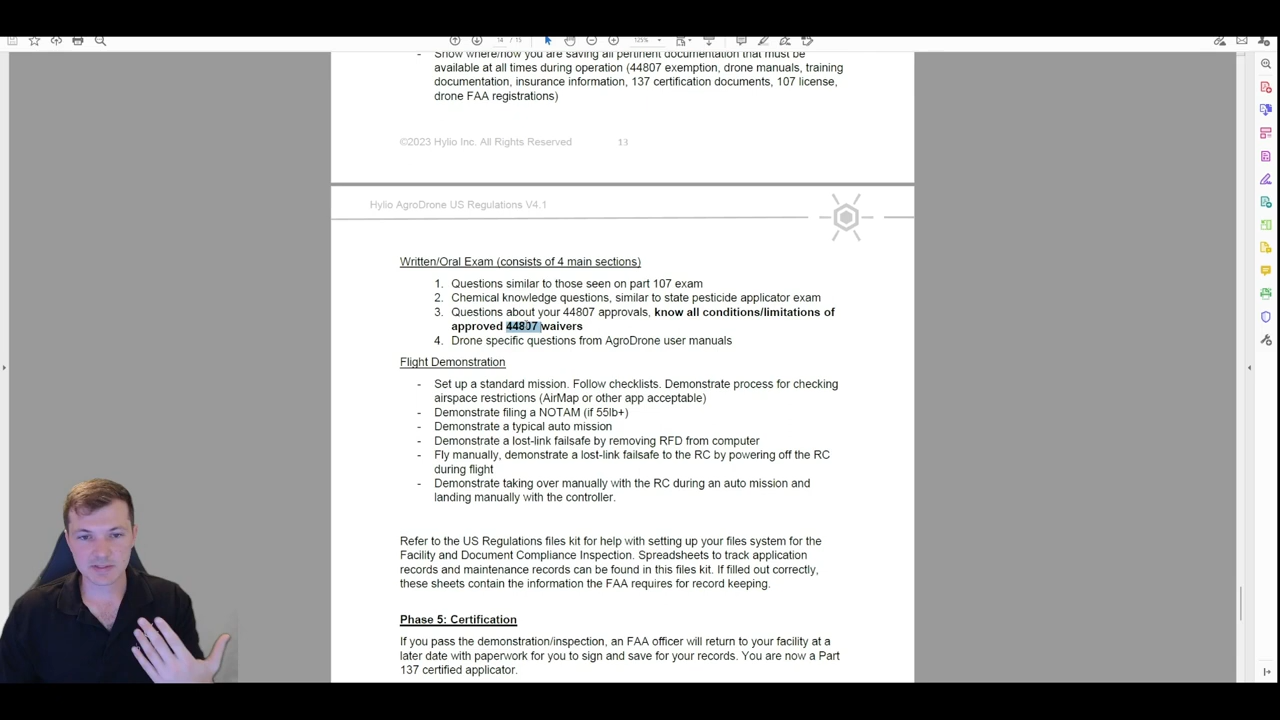 14 / 15
125%
- Show where/how you are saving all pertinent documentation that must be
available at all times during operation (44807 exemption, drone manuals, training
documentation, insurance information, 137 certification documents, 107 license,
drone FAA registrations)
©2023 Hylio Inc. All Rights Reserved 13
Hylio AgroDrone US Regulations V4.1
Written/Oral Exam (consists of 4 main sections)
1. Questions similar to those seen on part 107 exam
2. Chemical knowledge questions, similar to state pesticide applicator exam
3. Questions about your 44807 approvals, know all conditions/limitations of
approved 44807 waivers
4. Drone specific questions from AgroDrone user manuals
Flight Demonstration
- Set up a standard mission. Follow checklists. Demonstrate process for checking
airspace restrictions (AirMap or other app acceptable)
- Demonstrate filing a NOTAM (if 55lb+)
- Demonstrate a typical auto mission
- Demonstrate a lost-link failsafe by removing RFD from computer
- Fly manually, demonstrate a lost-link failsafe to the RC by powering off the RC
during flight
- Demonstrate taking over manually with the RC during an auto mission and
landing manually with the controller.
Refer to the US Regulations files kit for help with setting up your files system for the
Facility and Document Compliance Inspection. Spreadsheets to track application
records and maintenance records can be found in this files kit. If filled out correctly,
these sheets contain the information the FAA requires for record keeping.
Phase 5: Certification
If you pass the demonstration/inspection, an FAA officer will return to your facility at a
later date with paperwork for you to sign and save for your records. You are now a Part
137 certified applicator.